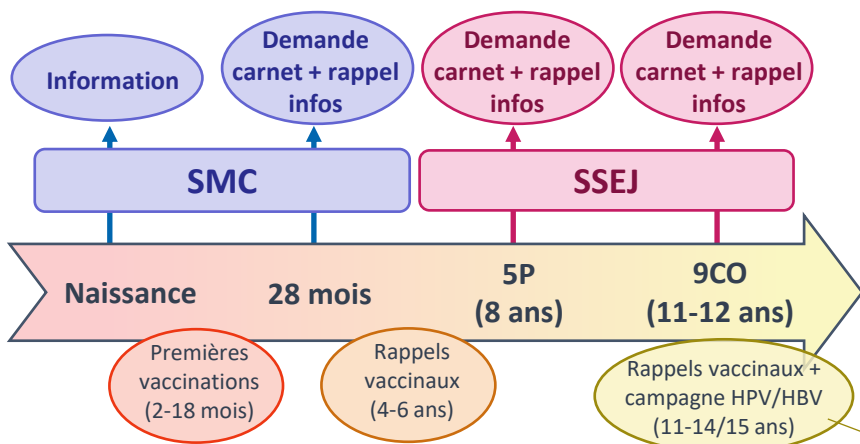 Information
Demande
carnet + rappel
infos
Demande
carnet + rappel
infos
Demande
carnet + rappel
infos
SMC
SSEJ
Naissance
28 mois
5P
(8 ans)
9CO
(11-12 ans)
Premières
vaccinations
(2-18 mois)
Rappels
vaccinaux
(4-6 ans)
Rappels vaccinaux +
campagne HPV/HBV
(11-14/15 ans)